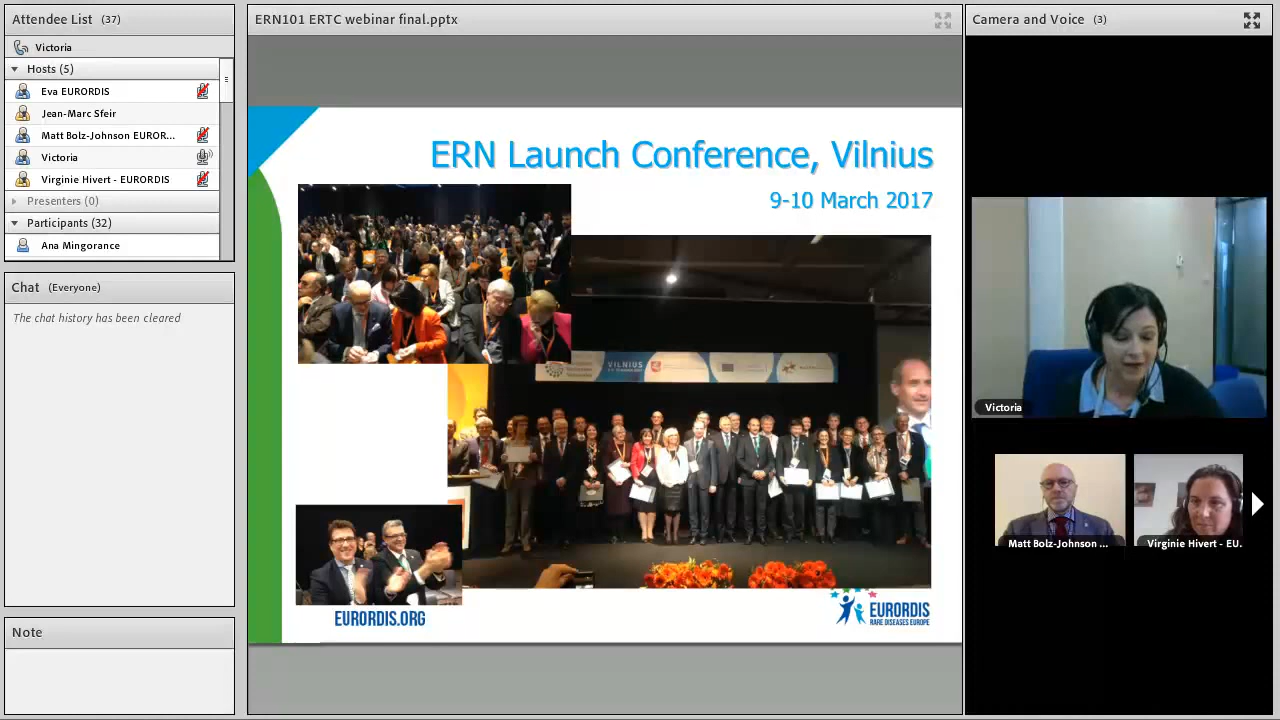 Attendee List (37)
Victoria
Hosts (5)
Eva EURORDIS
Jean-Marc Sfeir
Matt Bolz-Johnson EUROR...
Victoria
Virginie Hivert - EURORDIS
Presenters (0)
Participants (32)
Ana Mingorance
Chat (Everyone)
The chat history has been cleared
Note
ERN101 ERTC webinar final.pptx
ERN Launch Conference, Vilnius
9-10 March 2017
VILNIUS
EURORDIS.ORG
EURORDIS
RARE DISEASES EUROPE
Camera and Voice (3)
Victoria
Matt Bolz-Johnson ...
Virginie Hivert - EU.